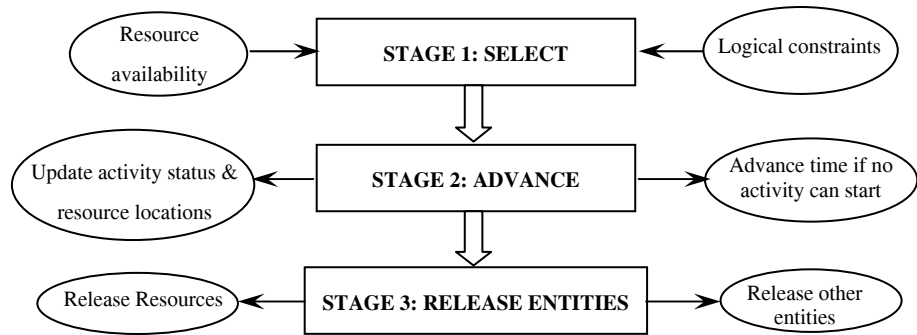 Resource
availability
STAGE 1: SELECT
Logical constraints
Update activity status &
resource locations
STAGE 2: ADVANCE
Advance time if no
activity can start
Release Resources
STAGE 3: RELEASE ENTITIES
Release other
entities